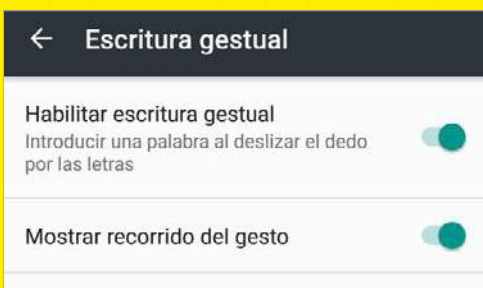 Escritura gestual
Habilitar escritura gestual
Introducir una palabra al deslizar el dedo
por las letras
Mostrar recorrido del gesto